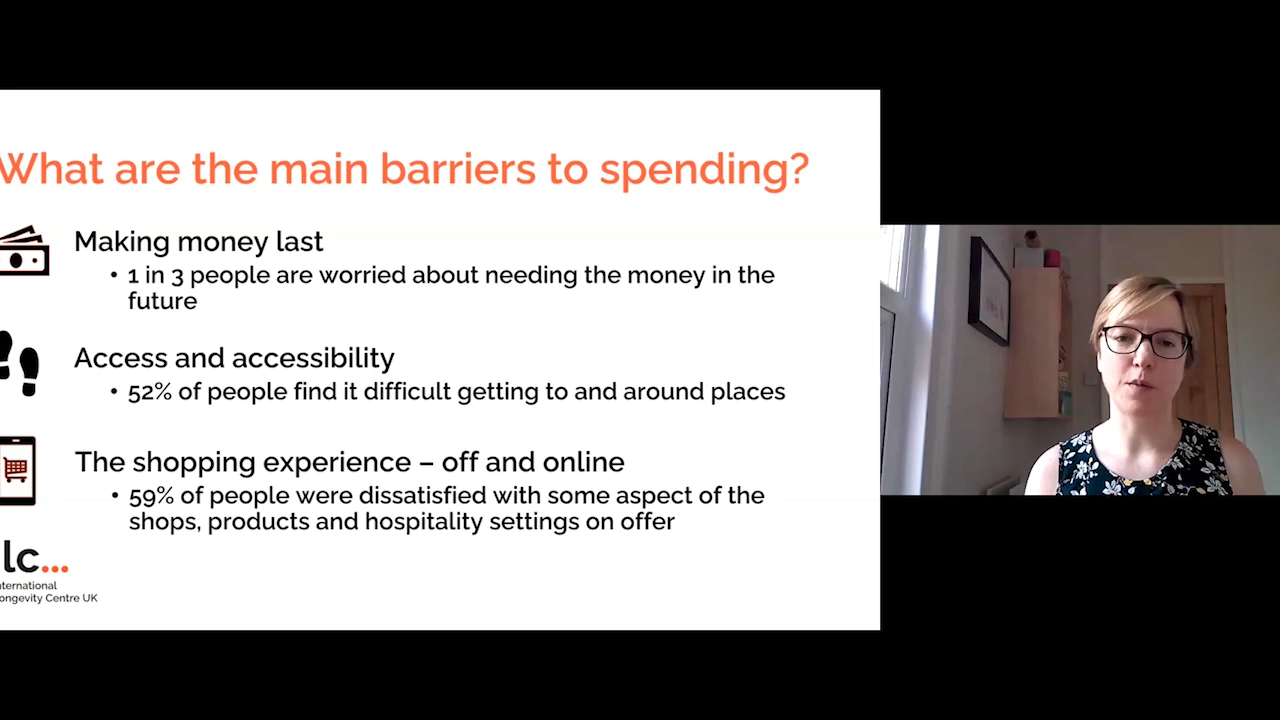 What are the main barriers to spending?
Making money last
• 1 in 3 people are worried about needing the money in the
future
Access and accessibility
• 52% of people find it difficult getting to and around places
The shopping experience – off and online
• 59% of people were dissatisfied with some aspect of the
shops, products and hospitality settings on offer
lc...
nternational
ongevity Centre UK